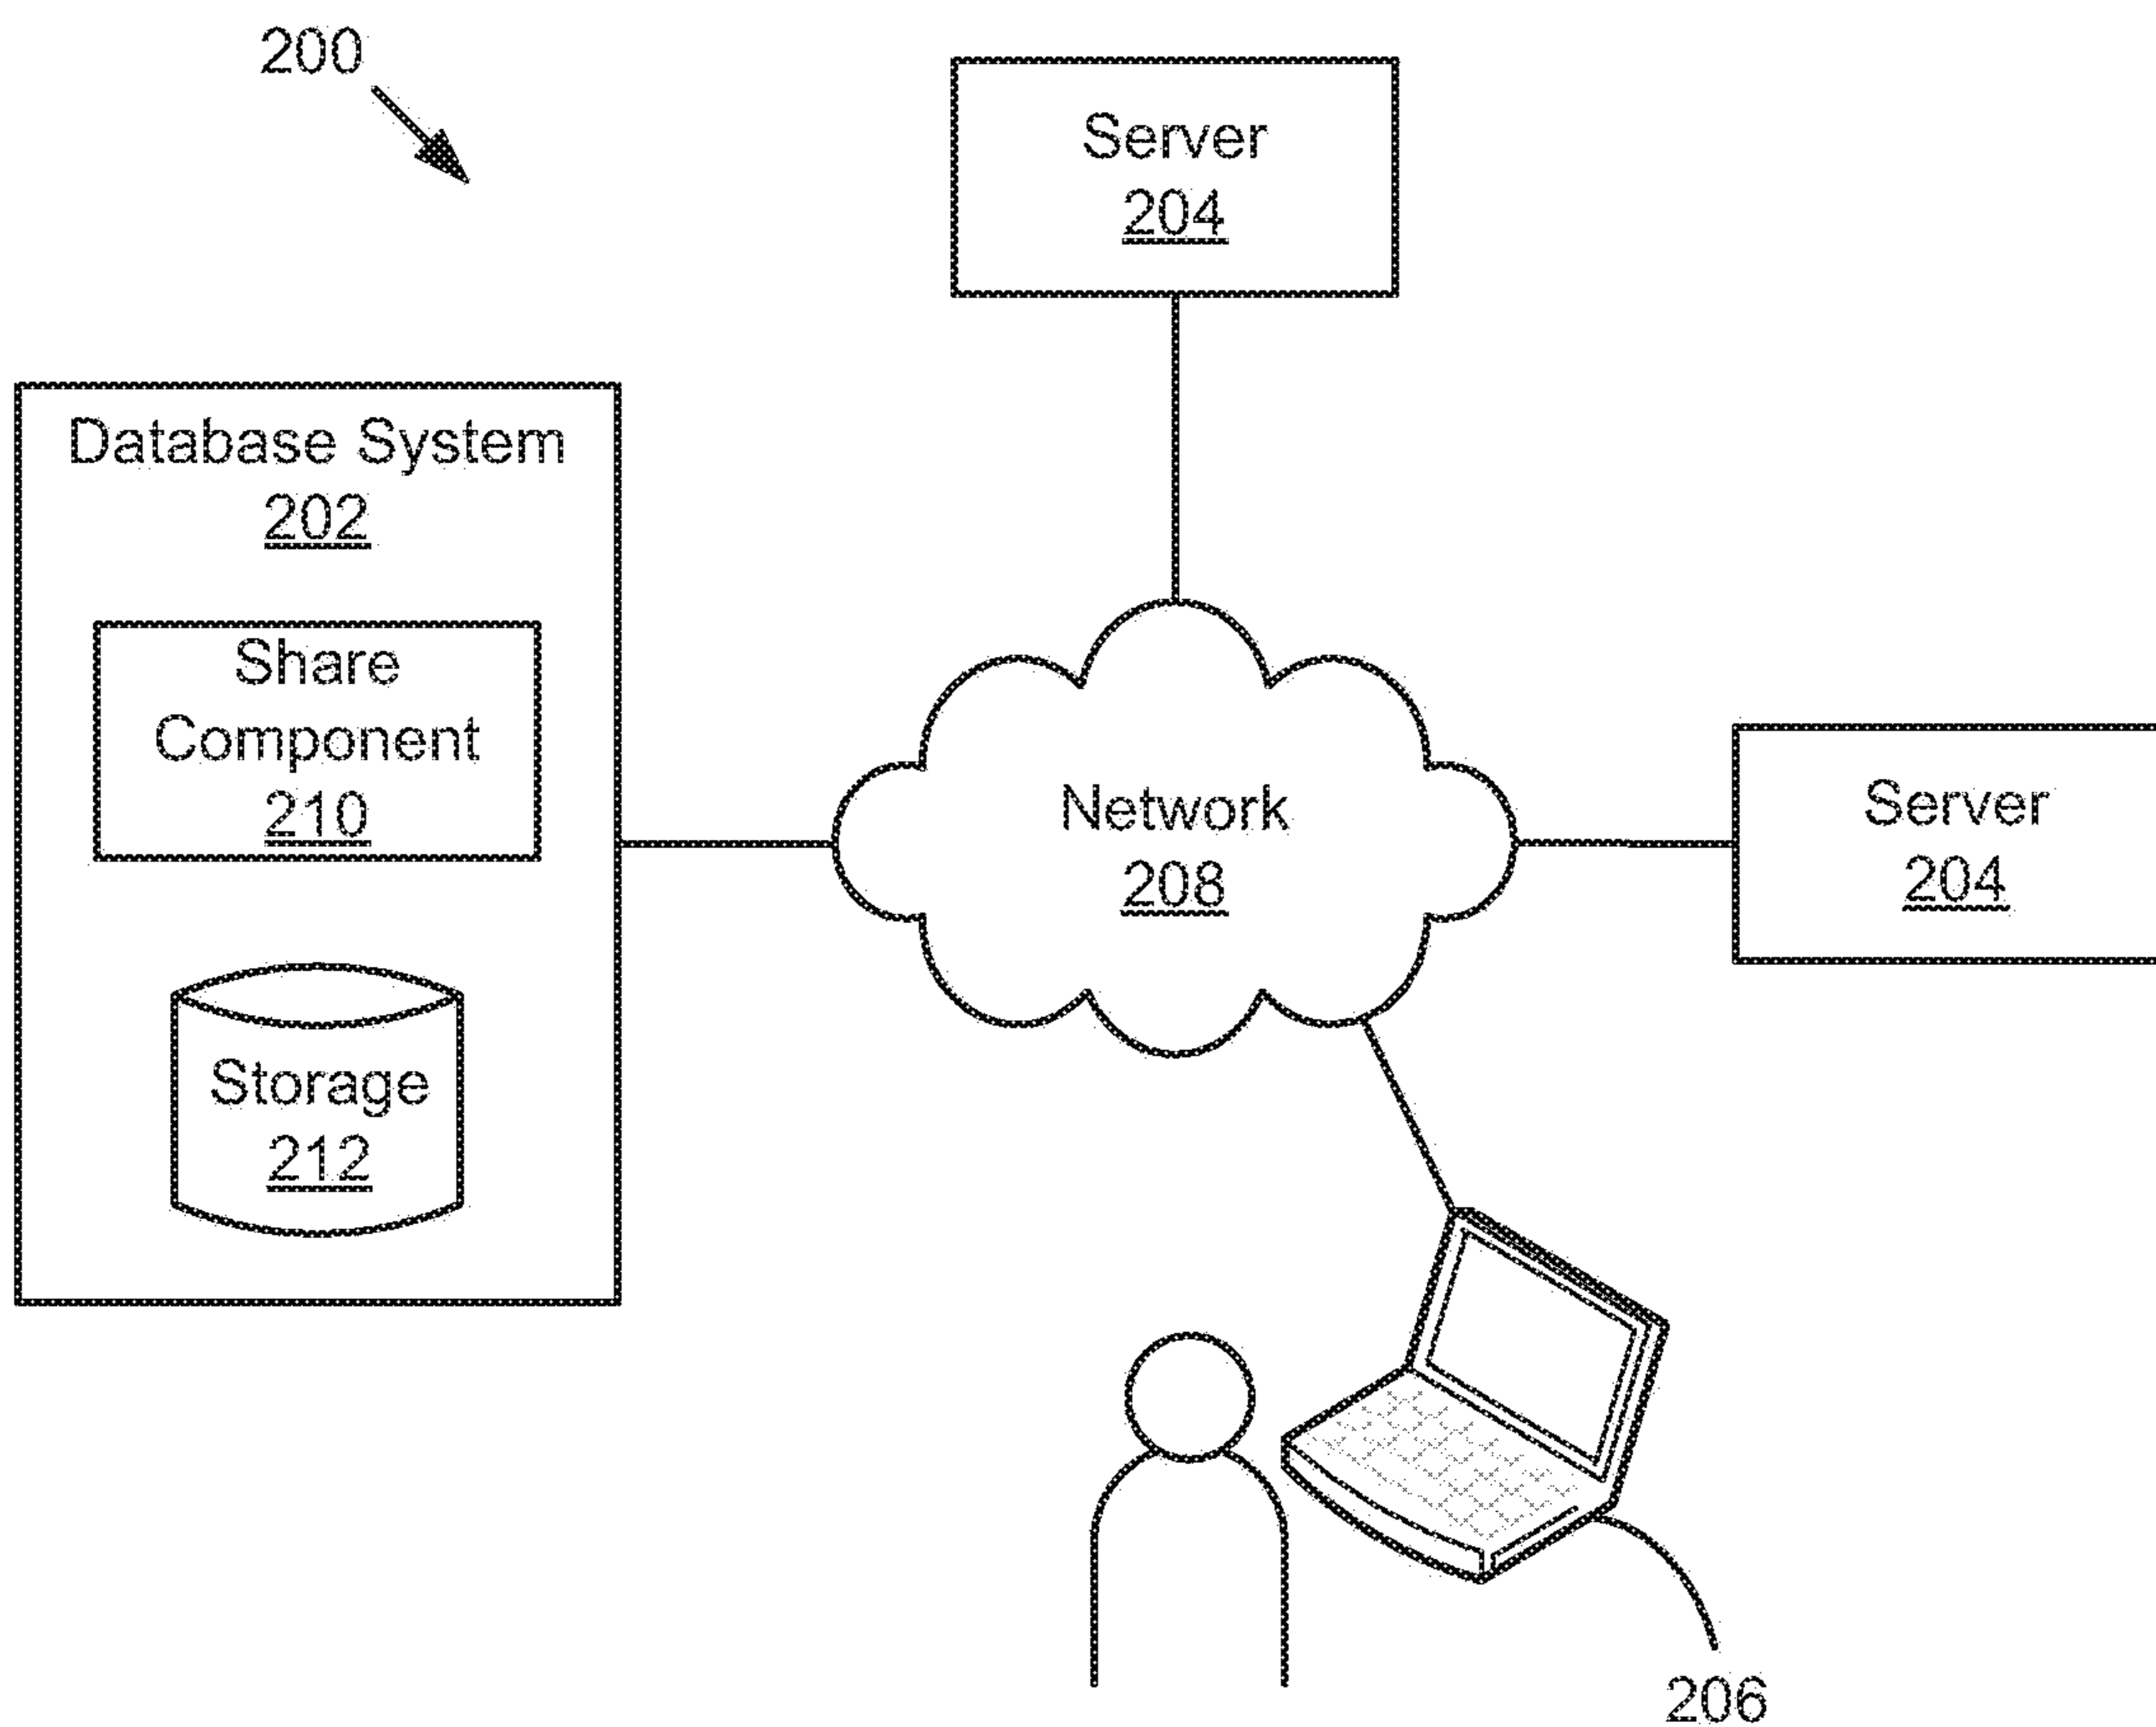 200
Server
204
Database System
202
Share
Component
210
Storage
212
Network
208
Server
204
206